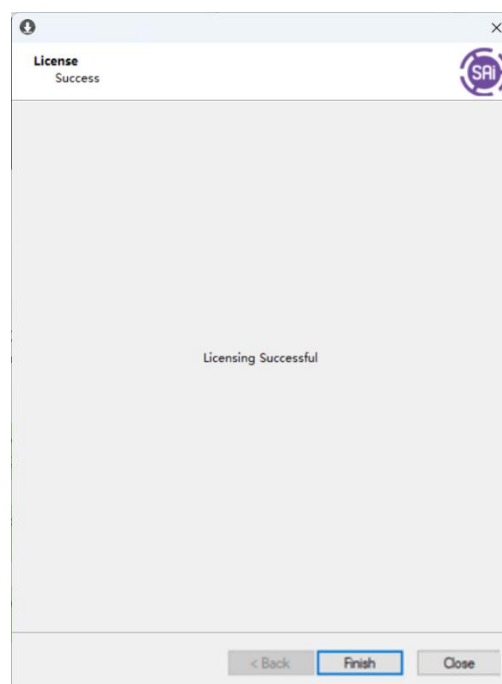 License
Success
SAi
Licensing Successful
< Back
Finish
Close